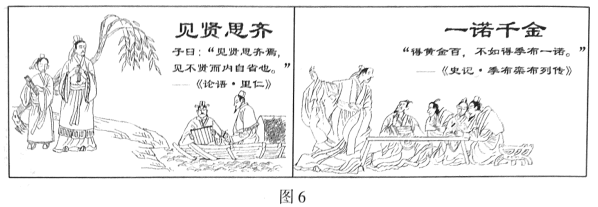 见贤思齐
子曰：“见贤思齐焉，
见不贤而内自省也。”
——《论语·里仁》
一诺千金
“得黄金百，不如得季布一诺。”
——《史记·季布栾布列传》
图6